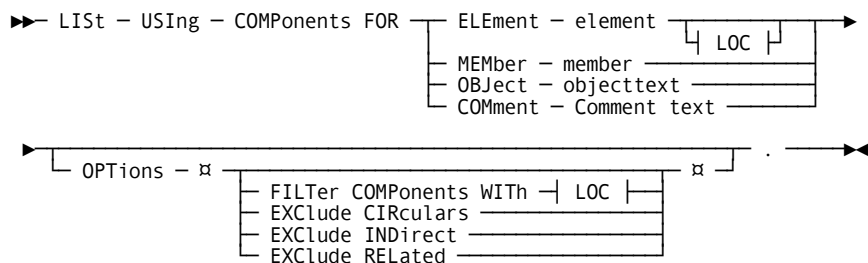 LISt USIng COMPonents FOR ELEment element
LOC
MEMber member
OBJect objecttext
COMment Comment text
OPTions ¤ ¤ .
FILTer COMPonents WITh LOC
EXClude CIRculars
EXClude INDirect
EXClude RELated